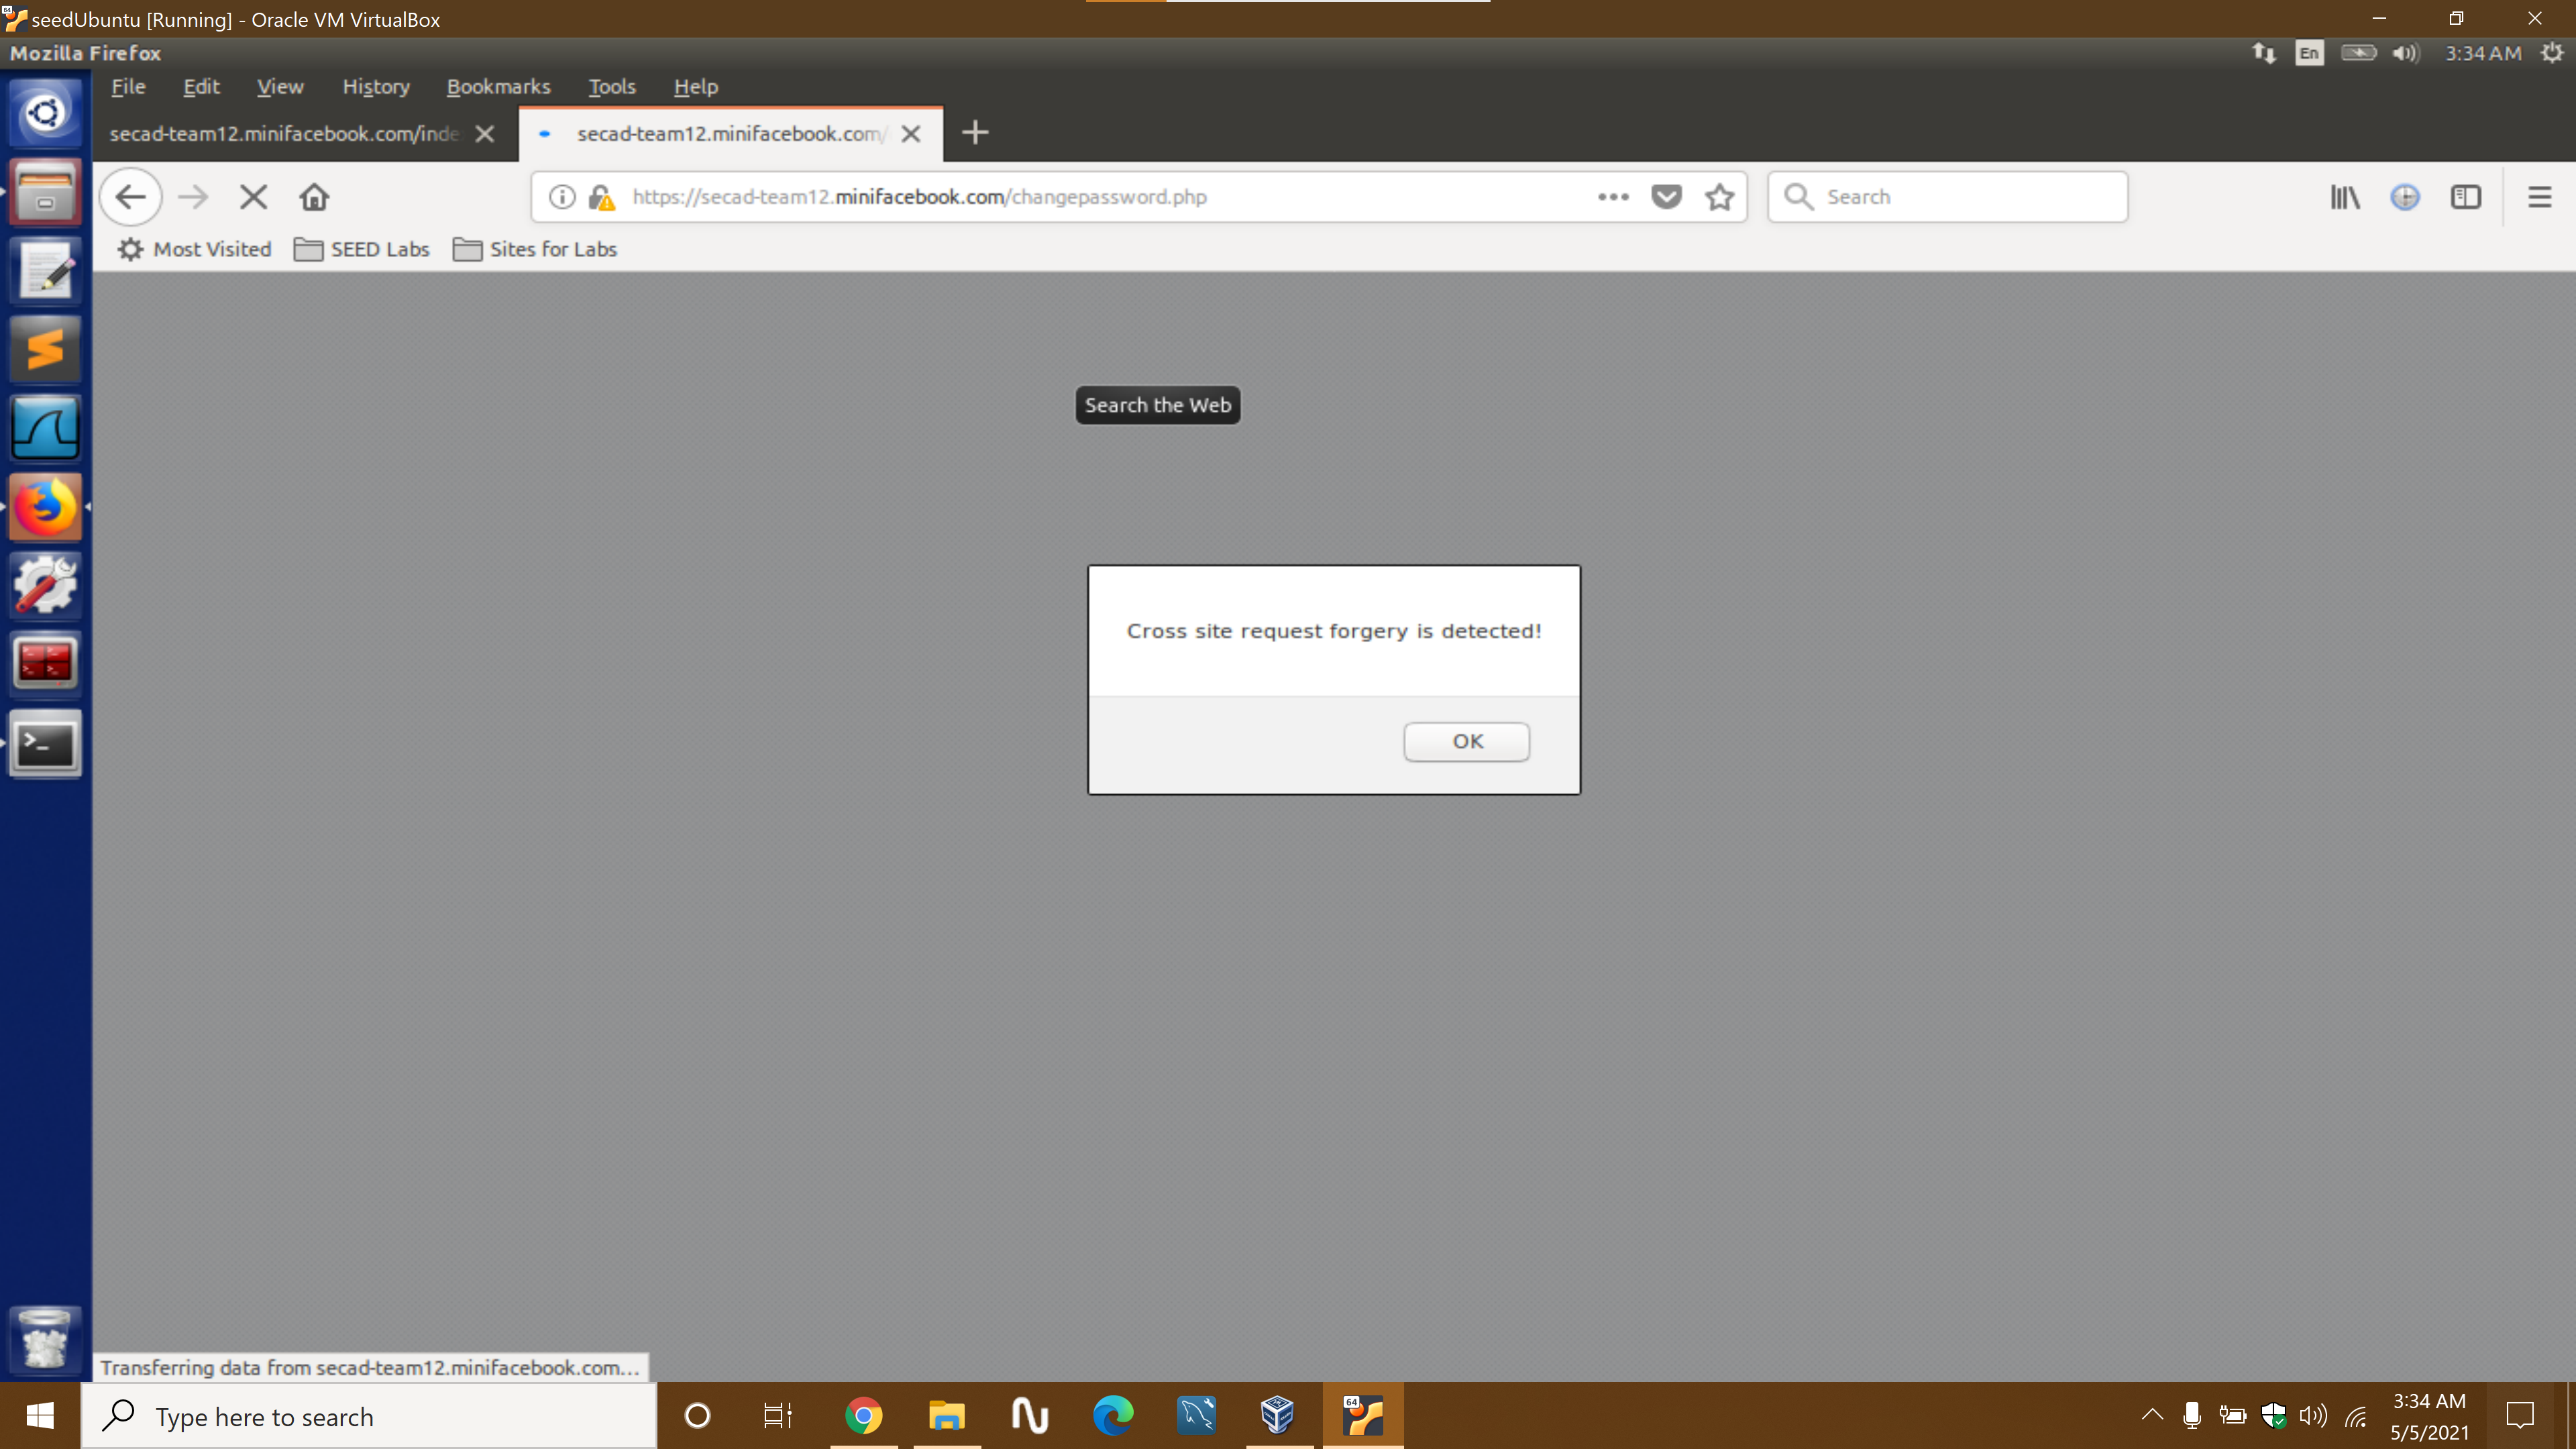 64
seedUbuntu [Running] - Oracle VM VirtualBox
Mozilla Firefox
En
3:34 AM
File Edit View History Bookmarks Tools Help
secad-team12.minifacebook.com/inde
secad-team12.minifacebook.com/
https://secad-team12.minifacebook.com/changepassword.php
Search
Most Visited
SEED Labs
Sites for Labs
Search the Web
Cross site request forgery is detected!
OK
Transferring data from secad-team12.minifacebook.com...
Type here to search
64
3:34 AM
5/5/2021